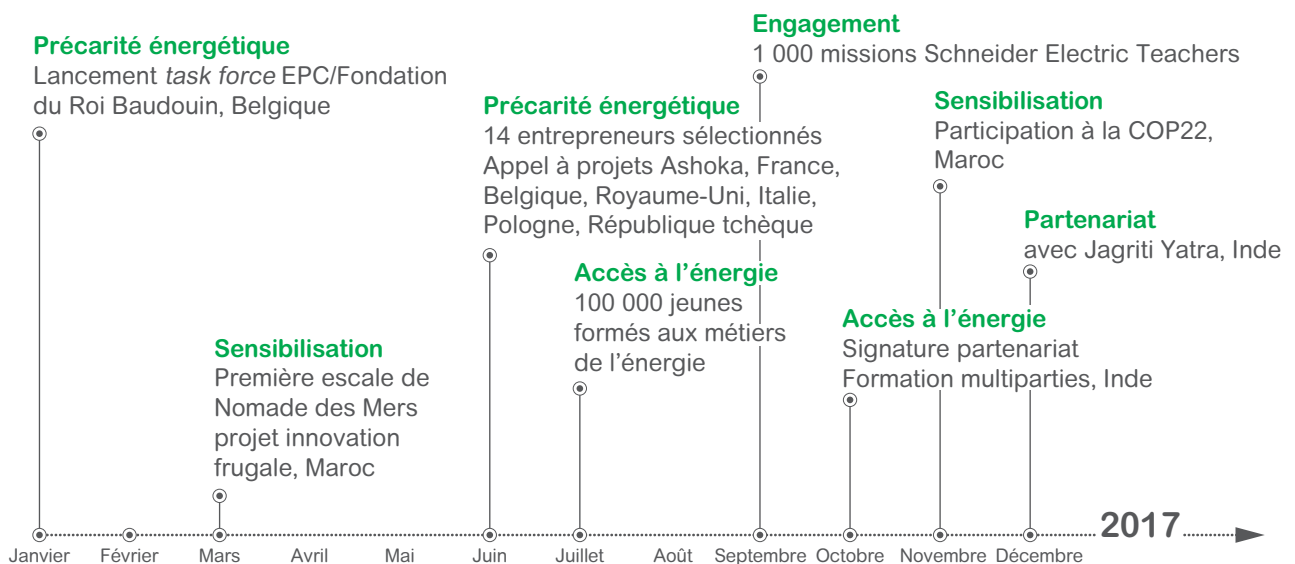 Précarité énergétique
Lancement task force EPC/Fondation
du Roi Baudouin, Belgique
Sensibilisation
Première escale de
Nomade des Mers
projet innovation
frugale, Maroc
Précarité énergétique
14 entrepreneurs sélectionnés
Appel à projets Ashoka, France,
Belgique, Royaume-Uni, Italie,
Pologne, République tchèque
Accès à l’énergie
100 000 jeunes
formés aux métiers
de l’énergie
Engagement
1 000 missions Schneider Electric Teachers
Accès à l’énergie
Signature partenariat
Formation multiparties, Inde
Sensibilisation
Participation à la COP22,
Maroc
Partenariat
avec Jagriti Yatra, Inde
2017
Janvier Février Mars Avril Mai Juin Juillet Août Septembre Octobre Novembre Décembre